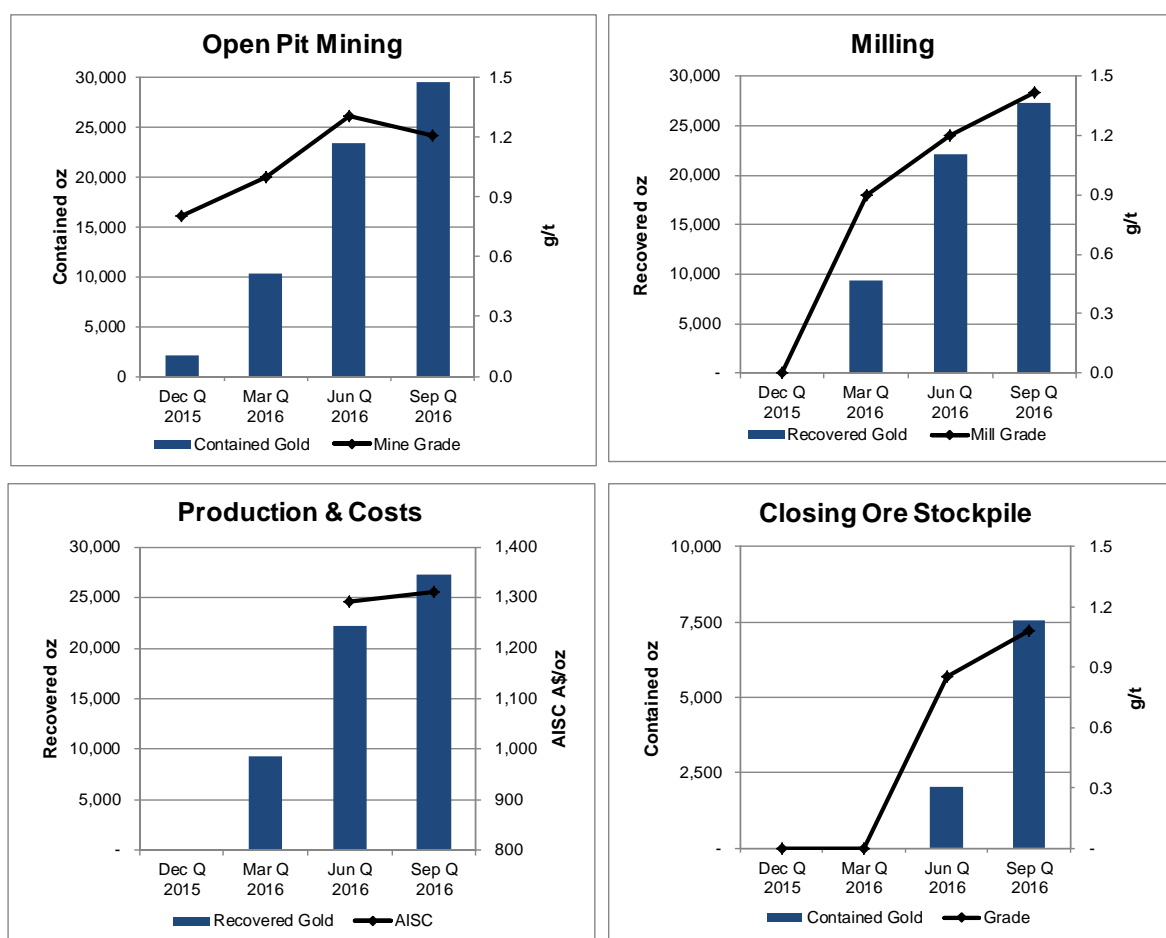 Open Pit Mining
30,000
25,000
20,000
15,000
10,000
5,000
0
Contained oz
1.5
1.2
0.9
0.6
0.3
0.0
g/t
Dec Q 2015
Mar Q 2016
Jun Q 2016
Sep Q 2016
Contained Gold
Mine Grade
Milling
30,000
25,000
20,000
15,000
10,000
5,000
-
Recovered oz
1.5
1.2
0.9
0.6
0.3
0.0
g/t
Dec Q 2015
Mar Q 2016
Jun Q 2016
Sep Q 2016
Recovered Gold
Mill Grade
Production & Costs
30,000
25,000
20,000
15,000
10,000
5,000
-
Recovered oz
1,400
1,300
1,200
1,100
1,000
900
800
AISC A$/oz
Dec Q 2015
Mar Q 2016
Jun Q 2016
Sep Q 2016
Recovered Gold
AISC
Closing Ore Stockpile
10,000
7,500
5,000
2,500
-
Contained oz
1.5
1.2
0.9
0.6
0.3
-
g/t
Dec Q 2015
Mar Q 2016
Jun Q 2016
Sep Q 2016
Contained Gold
Grade